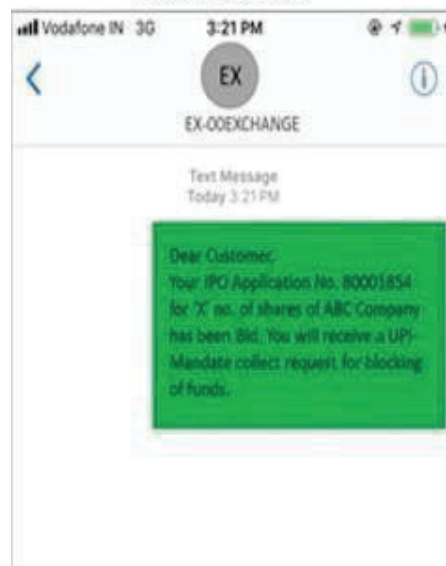 Vodafone IN 3G 3:21 PM
EX
EX-00EXCHANGE
Text Message
Today 3:21 PM
Dear Customer,
Your IPO Application No. 80001854
for 'X' no. of shares of ABC Company
has been Bid. You will receive a UPI-
Mandate collect request for blocking
of funds.